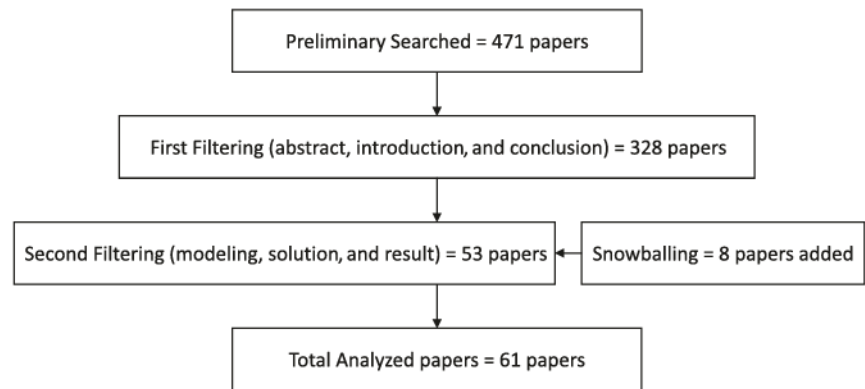 Preliminary Searched = 471 papers
First Filtering (abstract, introduction, and conclusion) = 328 papers
Second Filtering (modeling, solution, and result) = 53 papers
Snowballing = 8 papers added
Total Analyzed papers = 61 papers